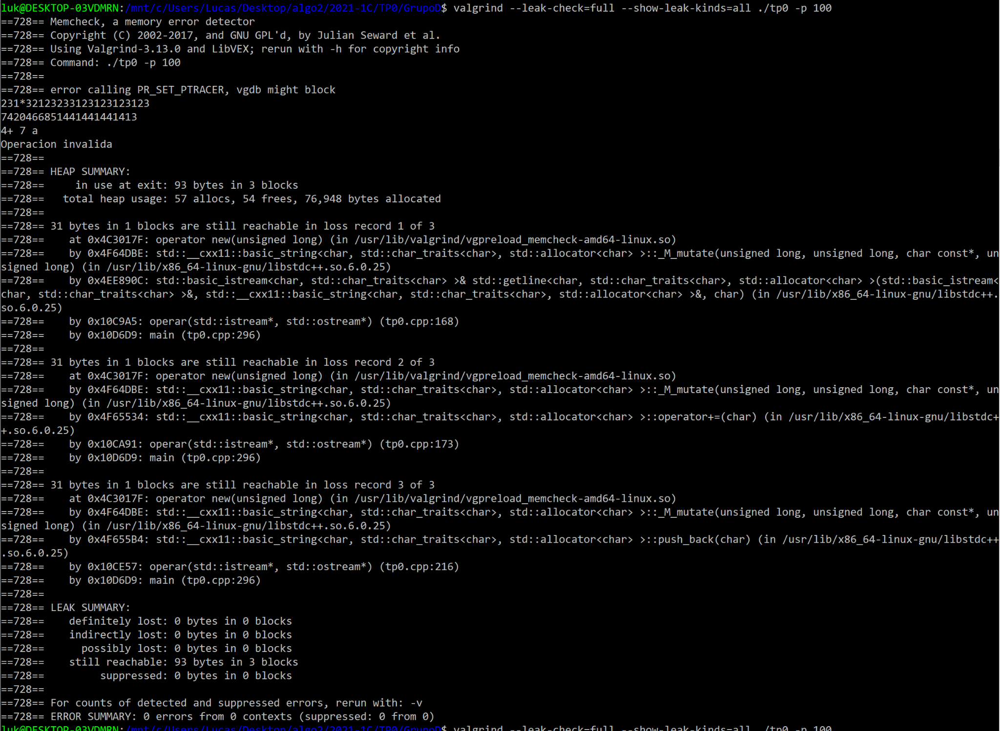 luk@DESKTOP-03VDMRN:/mnt/c/Users/Lucas/Desktop/algo2/2021-1C/TP0/GrupoD$ valgrind --leak-check=full --show-leak-kinds=all ./tp0 -p 100
==728== Memcheck, a memory error detector
==728== Copyright (C) 2002-2017, and GNU GPL'd, by Julian Seward et al.
==728== Using Valgrind-3.13.0 and LibVEX; rerun with -h for copyright info
==728== Command: ./tp0 -p 100
==728==
==728== error calling PR_SET_PTRACER, vgdb might block
231*32123233123123123123
7420466851441441441413
4+ 7 a
Operacion invalida
==728==
==728== HEAP SUMMARY:
==728==     in use at exit: 93 bytes in 3 blocks
==728==   total heap usage: 57 allocs, 54 frees, 76,948 bytes allocated
==728==
==728== 31 bytes in 1 blocks are still reachable in loss record 1 of 3
==728==    at 0x4C3017F: operator new(unsigned long) (in /usr/lib/valgrind/vgpreload_memcheck-amd64-linux.so)
==728==    by 0x4F64DBE: std::__cxx11::basic_string<char, std::char_traits<char>, std::allocator<char> >::_M_mutate(unsigned long, unsigned long, char const*, un
signed long) (in /usr/lib/x86_64-linux-gnu/libstdc++.so.6.0.25)
==728==    by 0x4EE890C: std::basic_istream<char, std::char_traits<char> >& std::getline<char, std::char_traits<char>, std::allocator<char> >(std::basic_istream<
char, std::char_traits<char> >&, std::__cxx11::basic_string<char, std::char_traits<char>, std::allocator<char> >&, char) (in /usr/lib/x86_64-linux-gnu/libstdc++.
so.6.0.25)
==728==    by 0x10C9A5: operar(std::istream*, std::ostream*) (tp0.cpp:168)
==728==    by 0x10D6D9: main (tp0.cpp:296)
==728==
==728== 31 bytes in 1 blocks are still reachable in loss record 2 of 3
==728==    at 0x4C3017F: operator new(unsigned long) (in /usr/lib/valgrind/vgpreload_memcheck-amd64-linux.so)
==728==    by 0x4F64DBE: std::__cxx11::basic_string<char, std::char_traits<char>, std::allocator<char> >::_M_mutate(unsigned long, unsigned long, char const*, un
signed long) (in /usr/lib/x86_64-linux-gnu/libstdc++.so.6.0.25)
==728==    by 0x4F65534: std::__cxx11::basic_string<char, std::char_traits<char>, std::allocator<char> >::operator+=(char) (in /usr/lib/x86_64-linux-gnu/libstdc+
+.so.6.0.25)
==728==    by 0x10CA91: operar(std::istream*, std::ostream*) (tp0.cpp:173)
==728==    by 0x10D6D9: main (tp0.cpp:296)
==728==
==728== 31 bytes in 1 blocks are still reachable in loss record 3 of 3
==728==    at 0x4C3017F: operator new(unsigned long) (in /usr/lib/valgrind/vgpreload_memcheck-amd64-linux.so)
==728==    by 0x4F64DBE: std::__cxx11::basic_string<char, std::char_traits<char>, std::allocator<char> >::_M_mutate(unsigned long, unsigned long, char const*, un
signed long) (in /usr/lib/x86_64-linux-gnu/libstdc++.so.6.0.25)
==728==    by 0x4F655B4: std::__cxx11::basic_string<char, std::char_traits<char>, std::allocator<char> >::push_back(char) (in /usr/lib/x86_64-linux-gnu/libstdc++
.so.6.0.25)
==728==    by 0x10CE57: operar(std::istream*, std::ostream*) (tp0.cpp:216)
==728==    by 0x10D6D9: main (tp0.cpp:296)
==728==
==728== LEAK SUMMARY:
==728==    definitely lost: 0 bytes in 0 blocks
==728==    indirectly lost: 0 bytes in 0 blocks
==728==      possibly lost: 0 bytes in 0 blocks
==728==    still reachable: 93 bytes in 3 blocks
==728==         suppressed: 0 bytes in 0 blocks
==728==
==728== For counts of detected and suppressed errors, rerun with: -v
==728== ERROR SUMMARY: 0 errors from 0 contexts (suppressed: 0 from 0)
luk@DESKTOP-03VDMRN:/mnt/c/Users/Lucas/Desktop/algo2/2021-1C/TP0/GrupoD$ valgrind --leak-check=full --show-leak-kinds=all ./tp0 -p 100